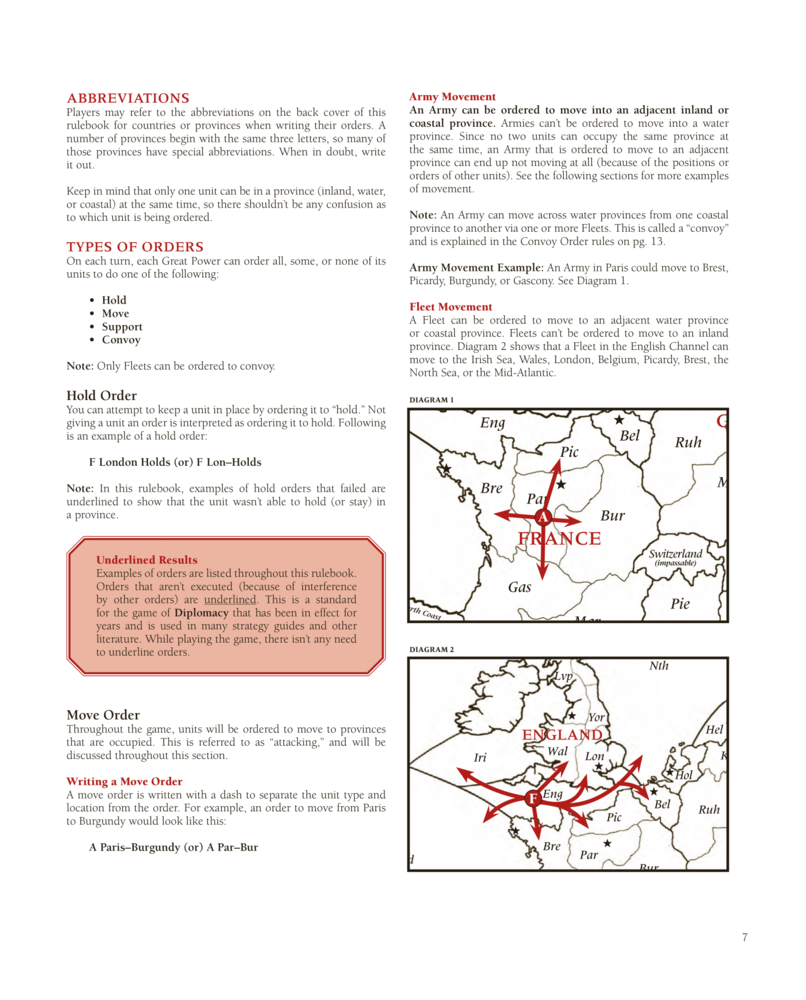 ABBREVIATIONS
Players may refer to the abbreviations on the back cover of this
rulebook for countries or provinces when writing their orders. A
number of provinces begin with the same three letters, so many of
those provinces have special abbreviations. When in doubt, write
it out.
Keep in mind that only one unit can be in a province (inland, water,
or coastal) at the same time, so there shouldn't be any confusion as
to which unit is being ordered.
TYPES OF ORDERS
On each turn, each Great Power can order all, some, or none of its
units to do one of the following:
• Hold
• Move
• Support
• Convoy
Note: Only Fleets can be ordered to convoy.
Hold Order
You can attempt to keep a unit in place by ordering it to "hold." Not
giving a unit an order is interpreted as ordering it to hold. Following
is an example of a hold order:
F London Holds (or) F Lon–Holds
Note: In this rulebook, examples of hold orders that failed are
underlined to show that the unit wasn't able to hold (or stay) in
a province.
Underlined Results
Examples of orders are listed throughout this rulebook.
Orders that aren't executed (because of interference
by other orders) are underlined. This is a standard
for the game of Diplomacy that has been in effect for
years and is used in many strategy guides and other
literature. While playing the game, there isn't any need
to underline orders.
Move Order
Throughout the game, units will be ordered to move to provinces
that are occupied. This is referred to as "attacking," and will be
discussed throughout this section.
Writing a Move Order
A move order is written with a dash to separate the unit type and
location from the order. For example, an order to move from Paris
to Burgundy would look like this:
A Paris–Burgundy (or) A Par–Bur
Army Movement
An Army can be ordered to move into an adjacent inland or
coastal province. Armies can't be ordered to move into a water
province. Since no two units can occupy the same province at
the same time, an Army that is ordered to move to an adjacent
province can end up not moving at all (because of the positions or
orders of other units). See the following sections for more examples
of movement.
Note: An Army can move across water provinces from one coastal
province to another via one or more Fleets. This is called a "convoy"
and is explained in the Convoy Order rules on pg. 13.
Army Movement Example: An Army in Paris could move to Brest,
Picardy, Burgundy, or Gascony. See Diagram 1.
Fleet Movement
A Fleet can be ordered to move to an adjacent water province
or coastal province. Fleets can't be ordered to move to an inland
province. Diagram 2 shows that a Fleet in the English Channel can
move to the Irish Sea, Wales, London, Belgium, Picardy, Brest, the
North Sea, or the Mid-Atlantic.
DIAGRAM 1
Eng
Bel
Ruh
G
Pic
Bre
Par
M
A
Bur
FRANCE
Switzerland
(impassable)
Gas
Pie
rth Coast
Mar
DIAGRAM 2
Nth
Lvp
Yor
ENGLAND
Hel
Iri
Wal
Lon
K
Hol
F
Eng
Bel
Ruh
Pic
Bre
Par
d
Bur
7